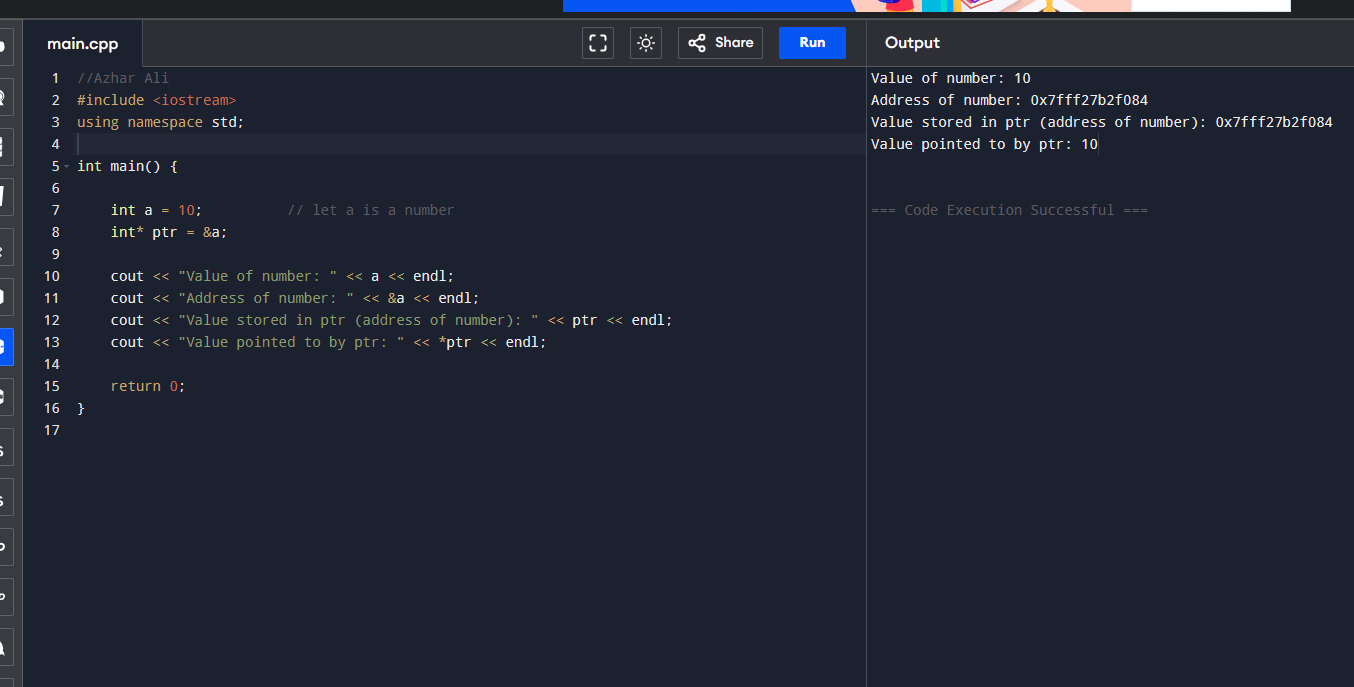 main.cpp
Share
Run
Output
1 //Azhar Ali
2 #include <iostream>
3 using namespace std;
4
5 int main() {
6
7     int a = 10;          // let a is a number
8     int* ptr = &a;
9
10     cout << "Value of number: " << a << endl;
11     cout << "Address of number: " << &a << endl;
12     cout << "Value stored in ptr (address of number): " << ptr << endl;
13     cout << "Value pointed to by ptr: " << *ptr << endl;
14
15     return 0;
16 }
17
Value of number: 10
Address of number: 0x7fff27b2f084
Value stored in ptr (address of number): 0x7fff27b2f084
Value pointed to by ptr: 10
=== Code Execution Successful ===